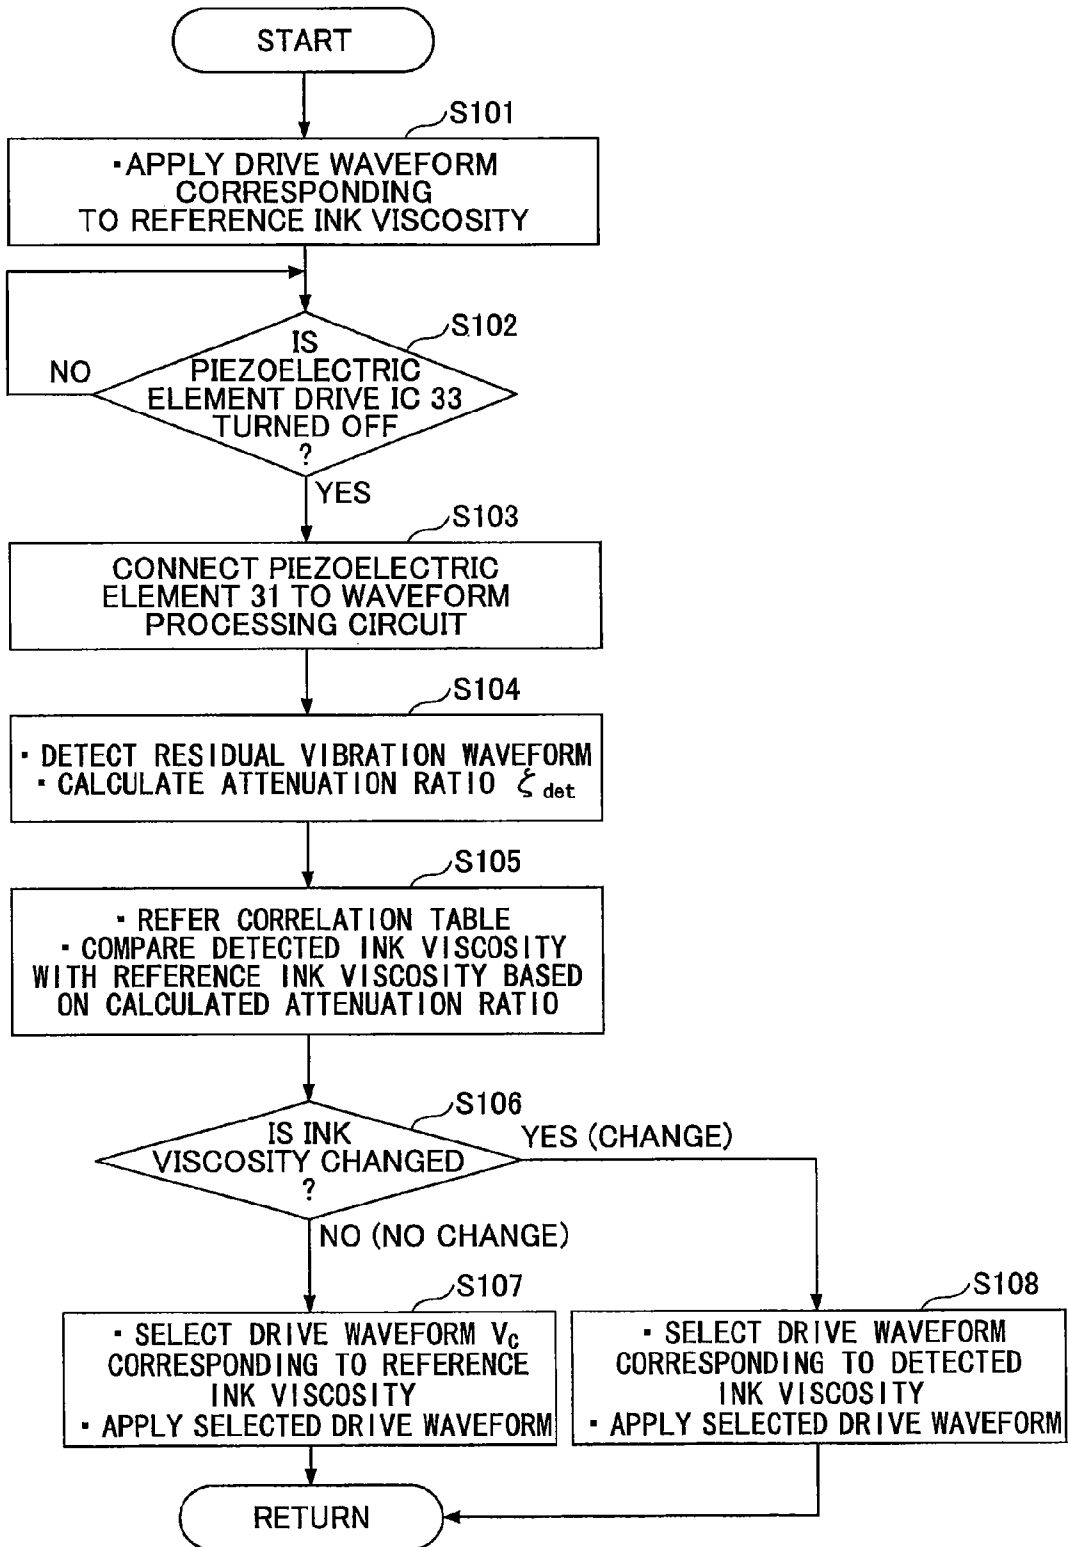 START
S101
▪ APPLY DRIVE WAVEFORM
CORRESPONDING
TO REFERENCE INK VISCOSITY
S102
IS
PIEZOELECTRIC
ELEMENT DRIVE IC 33
TURNED OFF
?
NO
YES
S103
CONNECT PIEZOELECTRIC
ELEMENT 31 TO WAVEFORM
PROCESSING CIRCUIT
S104
▪ DETECT RESIDUAL VIBRATION WAVEFORM
▪ CALCULATE ATTENUATION RATIO ζdet
S105
▪ REFER CORRELATION TABLE
▪ COMPARE DETECTED INK VISCOSITY
WITH REFERENCE INK VISCOSITY BASED
ON CALCULATED ATTENUATION RATIO
S106
IS INK
VISCOSITY CHANGED
?
YES (CHANGE)
NO (NO CHANGE)
S107
▪ SELECT DRIVE WAVEFORM VC
CORRESPONDING TO REFERENCE
INK VISCOSITY
▪ APPLY SELECTED DRIVE WAVEFORM
S108
▪ SELECT DRIVE WAVEFORM
CORRESPONDING TO DETECTED
INK VISCOSITY
▪ APPLY SELECTED DRIVE WAVEFORM
RETURN